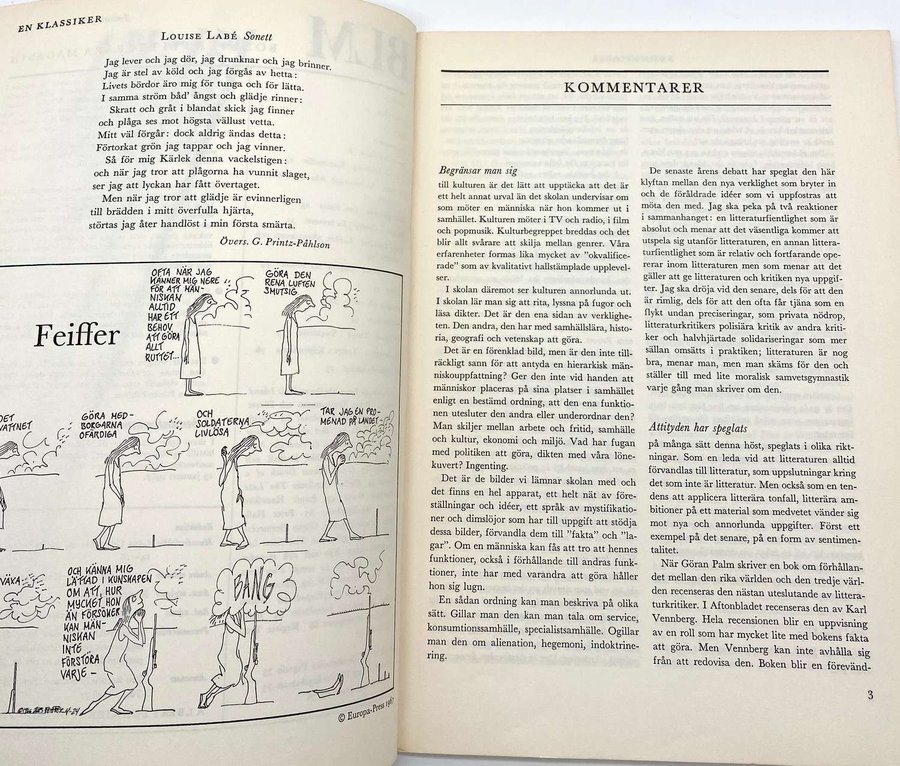 EN KLASSIKER
LOUISE LABÉ Sonett
Jag lever och jag dör, jag drunknar och jag brinner.
Jag är stel av köld och jag förgås av hetta:
Livets bördor äro mig för tunga och för lätta.
I samma ström båd' ångst och glädje rinner:
Skratt och gråt i blandat skick jag finner
och plåga ses mot högsta vällust vetta.
Mitt väl förgår: dock aldrig ändas detta:
Förtorkat grön jag tappar och jag vinner.
Så för mig Kärlek denna vackelstigen:
och när jag tror att plågorna ha vunnit slaget,
ser jag att lyckan har fått övertaget.
Men när jag tror att glädje är evinnerligen
till brädden i mitt överfulla hjärta,
störtas jag åter handlöst i min första smärta.
Övers. G. Printz-Påhlson
Feiffer
OFTA NÄR JAG
KÄNNER MIG NERE
FÖR ATT MÄN-
NISKAN
ALLTID
HAR ETT
BEHOV
ATT GÖRA
ALLT
RUTTET...
GÖRA DEN
RENA LUFTEN
SMUTSIG
GÖRA MED-
BORGARNA
OFÄRDIGA
OCH
SOLDATERNA
LIVLÖSA
TAR JAG EN PRO-
MENAD PÅ LANDET
VÄXA
OCH KÄNNA MIG
LÄTTAD I KUNSKAPEN
OM ATT, HUR
MYCKET HON
ÄN FÖRSÖKER
KAN MÄN-
NISKAN
INTE
FÖRSTÖRA
VARJE –
BANG
© Europa-Press 1967
KOMMENTARER
Begränsar man sig
till kulturen är det lätt att upptäcka att det är
ett helt annat urval än det skolan undervisar om
som möter en människa när hon kommer ut i
samhället. Kulturen möter i TV och radio, i film
och popmusik. Kulturbegreppet breddas och det
blir allt svårare att skilja mellan genrer. Våra
erfarenheter formas lika mycket av "okvalifice-
rade" som av kvalitativt hallstämplade upplevel-
ser.
I skolan däremot ser kulturen annorlunda ut.
I skolan lär man sig att rita, lyssna på fugor och
läsa dikter. Det är den ena sidan av verklighe-
ten. Den andra, den har med samhällslära, histo-
ria, geografi och vetenskap att göra.
Det är en förenklad bild, men är den inte till-
räckligt sann för att antyda en hierarkisk män-
niskouppfattning? Ger den inte vid handen att
människor placeras på sina platser i samhället
enligt en bestämd ordning, att den ena funktio-
nen utesluter den andra eller underordnar den?
Man skiljer mellan arbete och fritid, samhälle
och kultur, ekonomi och miljö. Vad har fugan
med politiken att göra, dikten med våra löne-
kuvert? Ingenting.
Det är de bilder vi lämnar skolan med och
det finns en hel apparat, ett helt nät av före-
ställningar och idéer, ett språk av mystifikatio-
ner och dimslöjor som har till uppgift att stödja
dessa bilder, förvandla dem till "fakta" och "la-
gar". Om en människa kan fås att tro att hennes
funktioner, också i förhållande till andras funk-
tioner, inte har med varandra att göra håller
hon sig lugn.
En sådan ordning kan man beskriva på olika
sätt. Gillar man den kan man tala om service,
konsumtionssamhälle, specialistsamhälle. Ogillar
man den om alienation, hegemoni, indoktrine-
ring.
De senaste årens debatt har speglat den här
klyftan mellan den nya verklighet som bryter in
och de föråldrade idéer som vi uppfostras att
möta den med. Jag ska peka på två reaktioner
i sammanhanget: en litteraturfientlighet som är
absolut och menar att det väsentliga kommer att
utspela sig utanför litteraturen, en annan littera-
turfientlighet som är relativ och fortfarande ope-
rerar inom litteraturen men som menar att det
gäller att ge litteraturen och kritiken nya uppgif-
ter. Jag ska dröja vid den senare, dels för att den
är rimlig, dels för att den ofta får tjäna som en
flykt undan preciseringar, som privata nödrop,
litteraturkritikers polisiära kritik av andra kriti-
ker och halvhjärtade solidariseringar som mer
sällan omsätts i praktiken; litteraturen är nog
bra, menar man, men man skäms för den och
ställer till med lite moralisk samvetsgymnastik
varje gång man skriver om den.
Attityden har speglats
på många sätt denna höst, speglats i olika rikt-
ningar. Som en leda vid att litteraturen alltid
förvandlas till litteratur, som uppslutningar kring
det som inte är litteratur. Men också som en ten-
dens att applicera litterära tonfall, litterära am-
bitioner på ett material som medvetet vänder sig
mot nya och annorlunda uppgifter. Först ett
exempel på det senare, på en form av sentimen-
talitet.
När Göran Palm skriver en bok om förhållan-
det mellan den rika världen och den tredje värl-
den recenseras den nästan uteslutande av littera-
turkritiker. I Aftonbladet recenseras den av Karl
Vennberg. Hela recensionen blir en uppvisning
av en roll som har mycket lite med bokens fakta
att göra. Men Vennberg kan inte avhålla sig
från att redovisa den. Boken blir en förevänd-
3